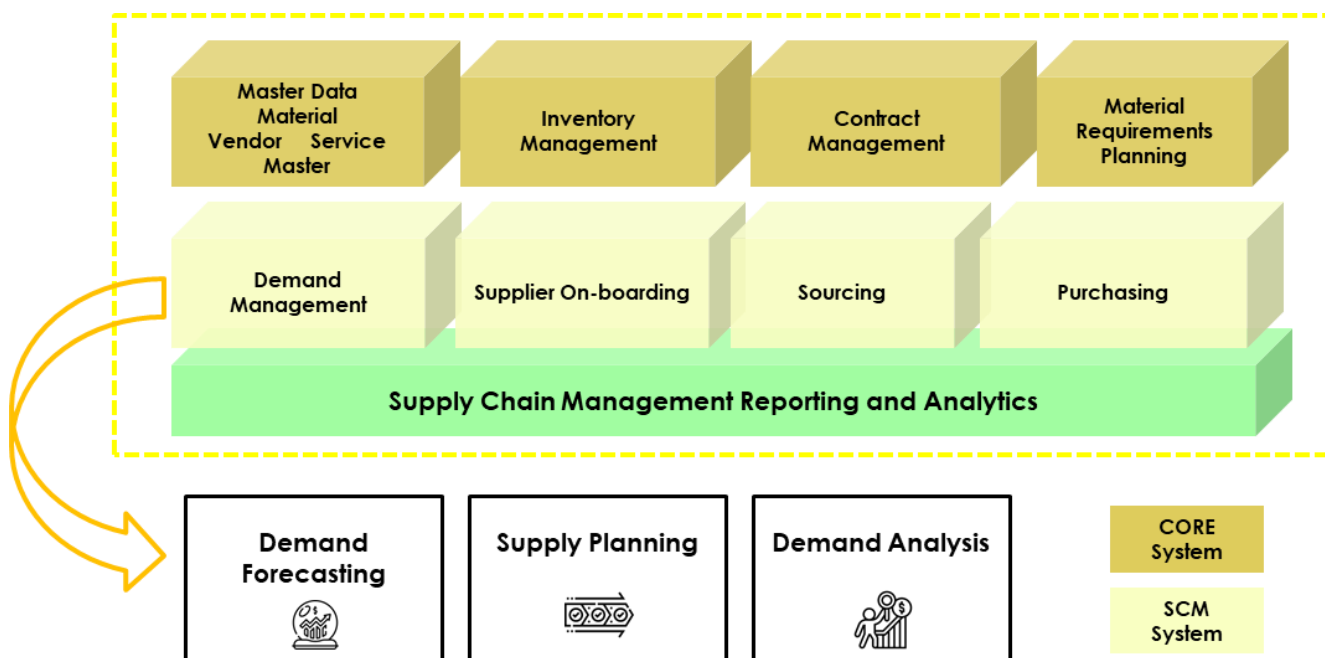 Master Data
Material
Vendor Service
Master
Inventory
Management
Contract
Management
Material
Requirements
Planning
Demand
Management
Supplier On-boarding
Sourcing
Purchasing
Supply Chain Management Reporting and Analytics
Demand
Forecasting
Supply Planning
Demand Analysis
CORE
System
SCM
System